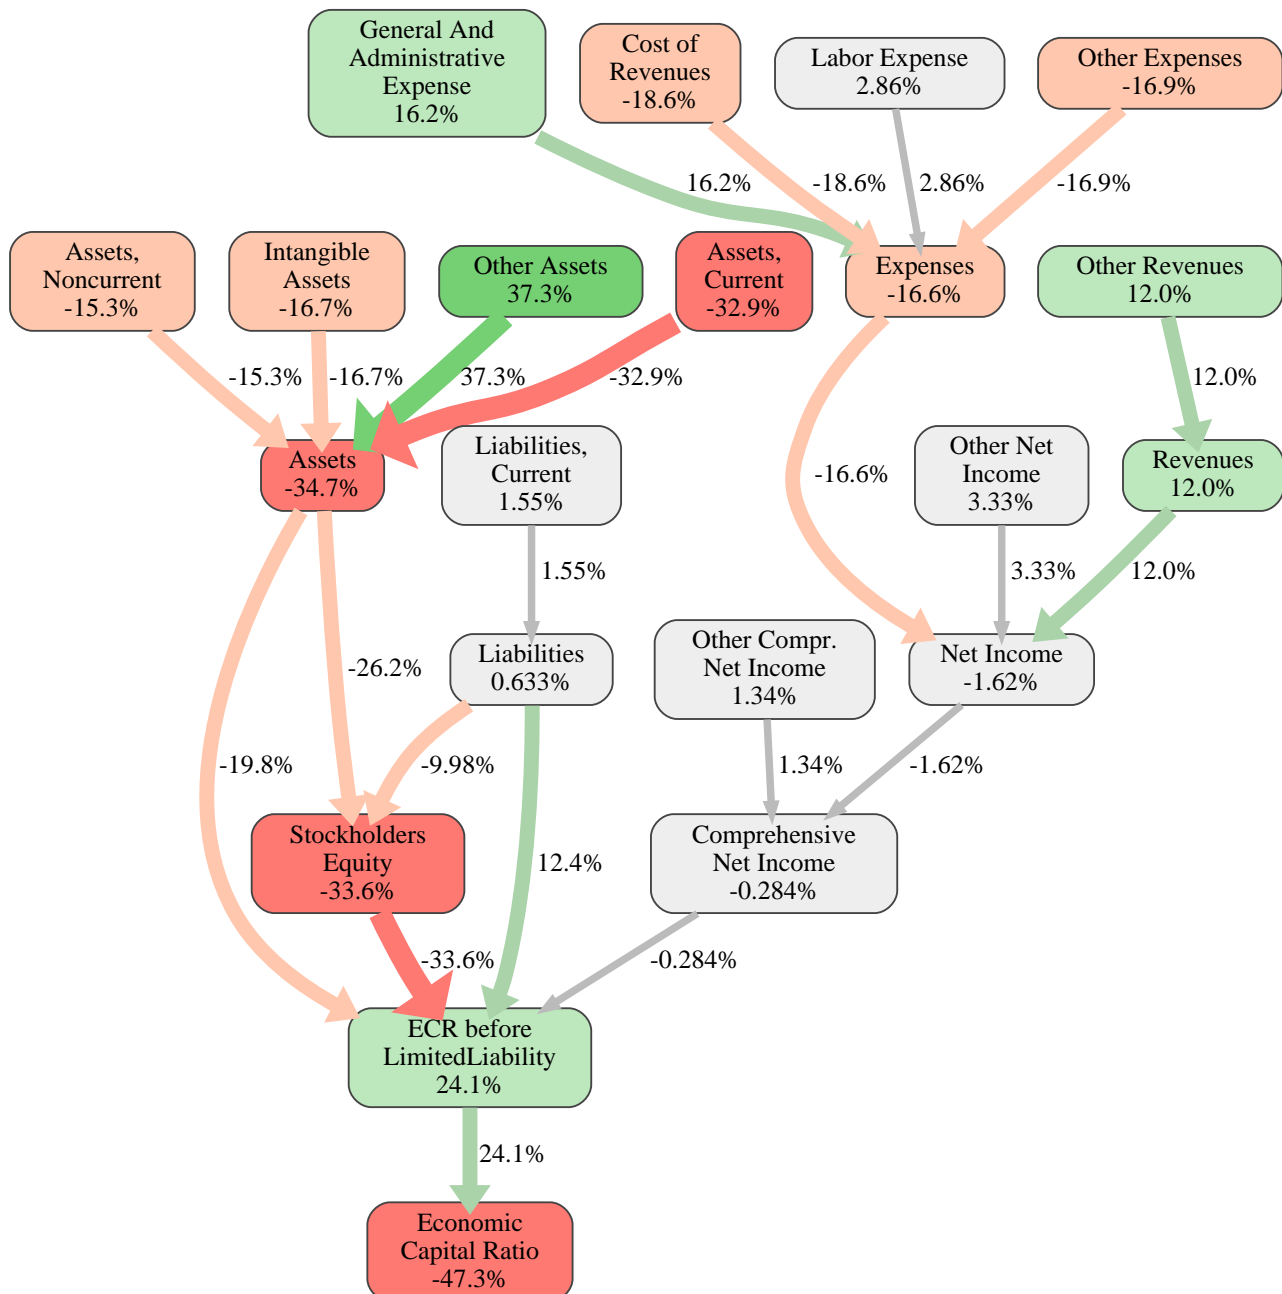 General And
Administrative
Expense
16.2%
Cost of
Revenues
-18.6%
Labor Expense
2.86%
Other Expenses
-16.9%
16.2%
-18.6%
2.86%
-16.9%
Assets,
Noncurrent
-15.3%
Intangible
Assets
-16.7%
Other Assets
37.3%
Assets,
Current
-32.9%
Expenses
-16.6%
Other Revenues
12.0%
-15.3%
-16.7%
37.3%
-32.9%
12.0%
Assets
-34.7%
Liabilities,
Current
1.55%
-16.6%
Other Net
Income
3.33%
Revenues
12.0%
1.55%
3.33%
12.0%
-26.2%
Liabilities
0.633%
Other Compr.
Net Income
1.34%
Net Income
-1.62%
-19.8%
-9.98%
1.34%
-1.62%
Stockholders
Equity
-33.6%
12.4%
Comprehensive
Net Income
-0.284%
-33.6%
-0.284%
ECR before
LimitedLiability
24.1%
24.1%
Economic
Capital Ratio
-47.3%